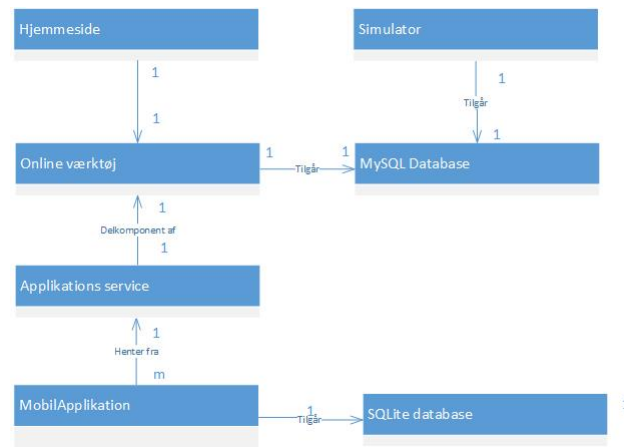 Hjemmeside
Simulator
1
1
Tilgår
1
1
Online værktøj
1
Tilgår
1
MySQL Database
1
Delkomponent af
1
Applikations service
1
Henter fra
m
MobilApplikation
1
Tilgår
SQLite database